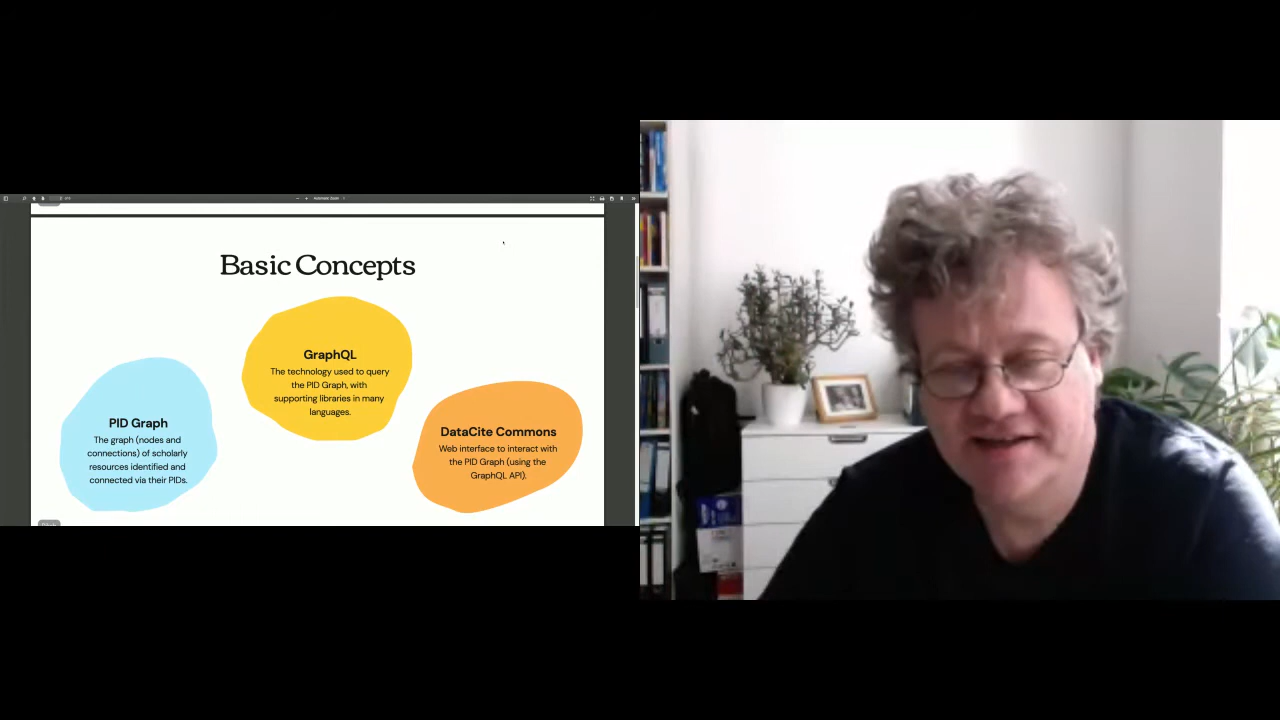 Automatic Zoom
Basic Concepts
GraphQL
The technology used to query
the PID Graph, with
supporting libraries in many
languages.
PID Graph
The graph (nodes and
connections) of scholarly
resources identified and
connected via their PIDs.
DataCite Commons
Web interface to interact with
the PID Graph (using the
GraphQL API).